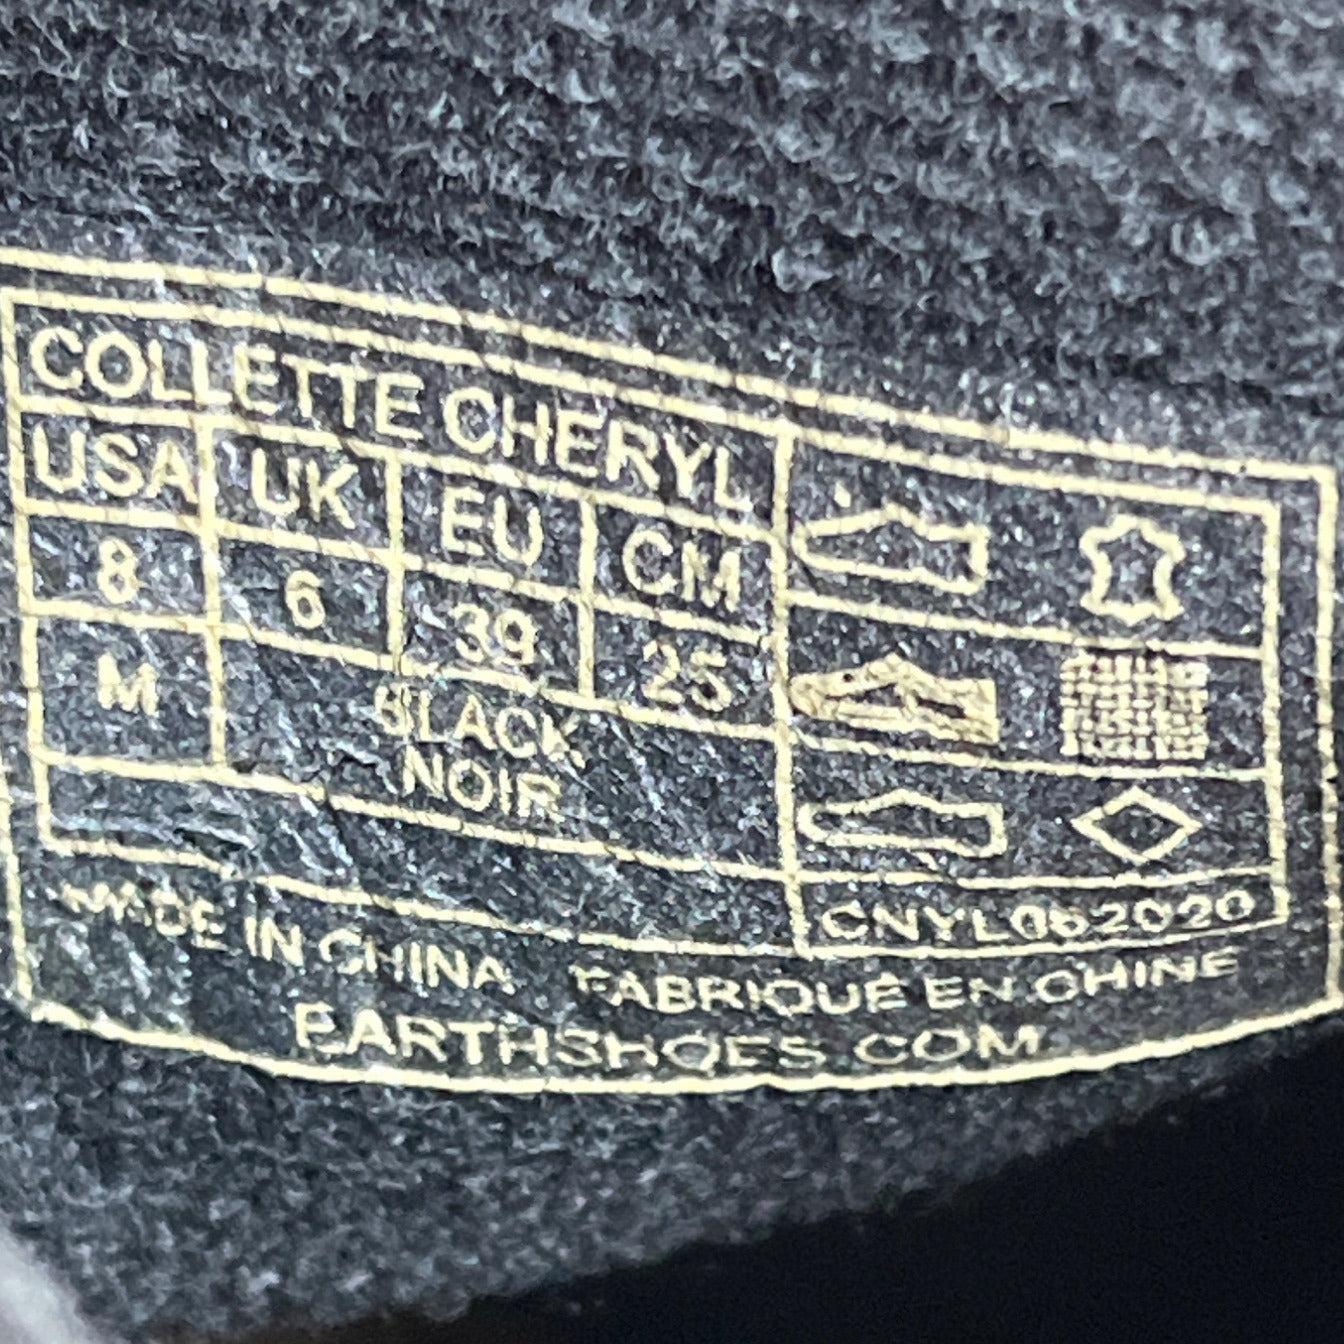 COLLETTE CHERYL
USA UK EU CM
8 6 39 25
M BLACK
NOIR
CNYL062020
MADE IN CHINA FABRIQUÉ EN CHINE
EARTHSHOES.COM